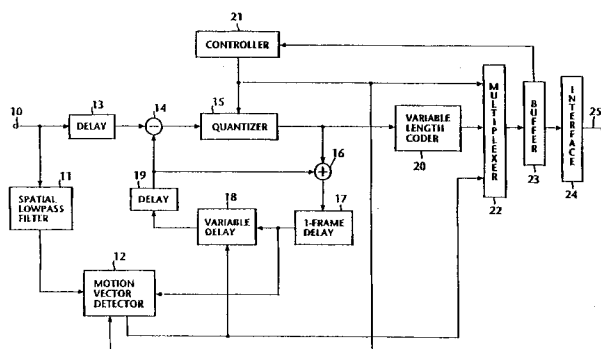 21
CONTROLLER
10
13
DELAY
14
15
QUANTIZER
VARIABLE
LENGTH
CODER
20
MULTIPLEXER
22
BUFFER
23
INTERFACE
24
25
11
SPATIAL
LOWPASS
FILTER
16
19
DELAY
18
VARIABLE
DELAY
17
1-FRAME
DELAY
12
MOTION
VECTOR
DETECTOR